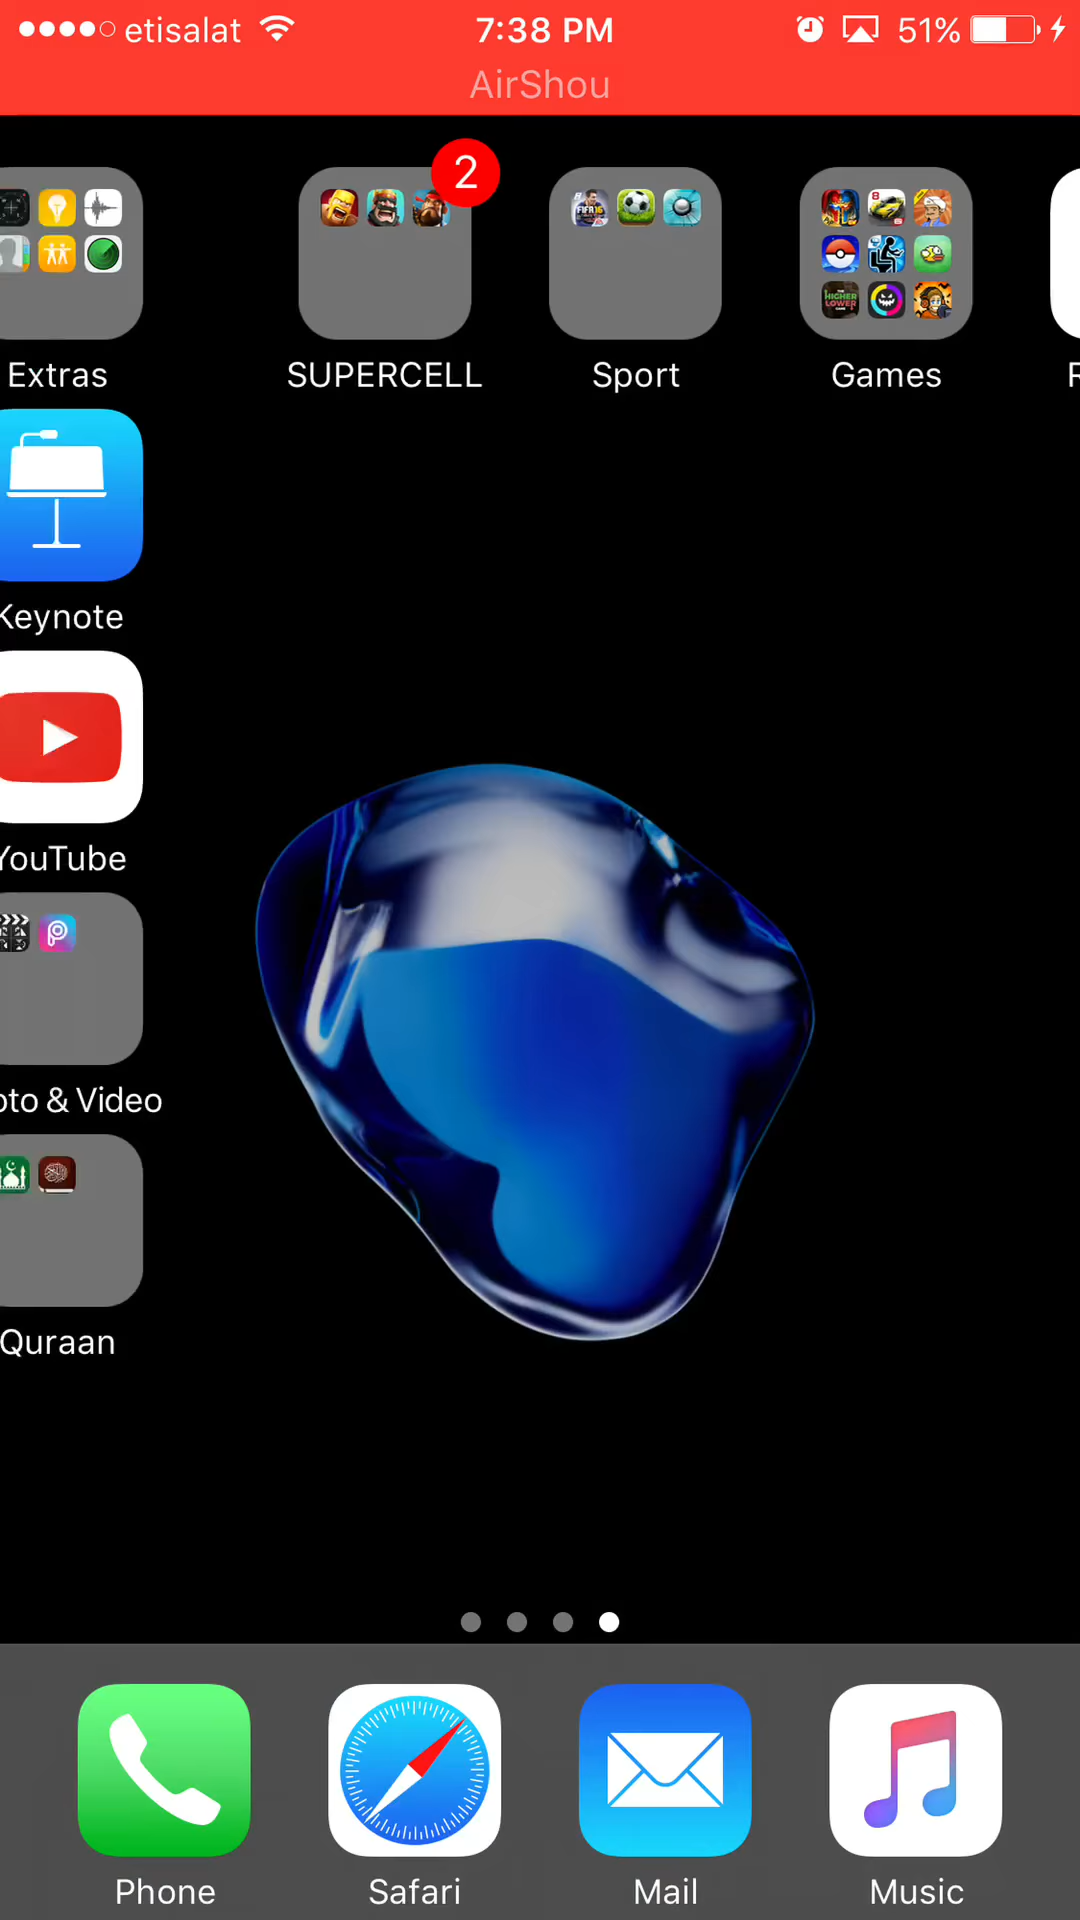 etisalat 7:38 PM 51%
AirShou
2
Extras SUPERCELL Sport Games R
Keynote
YouTube
oto & Video
Quraan
Phone Safari Mail Music